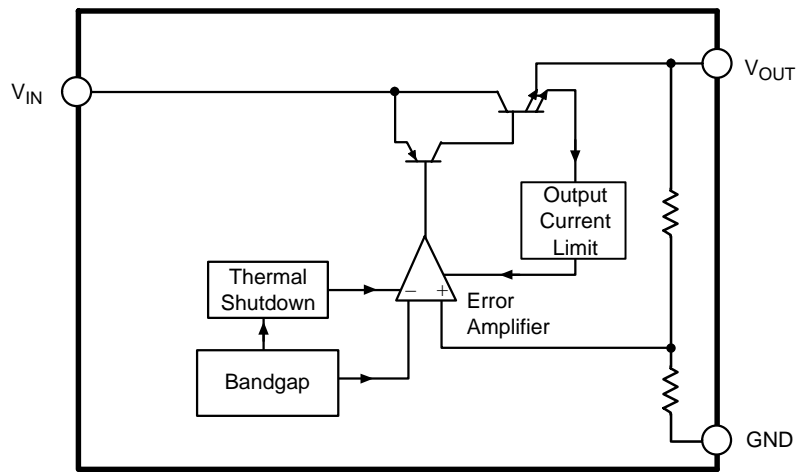 V_IN
V_OUT
Output
Current
Limit
Thermal
Shutdown
− +
Error
Amplifier
Bandgap
GND